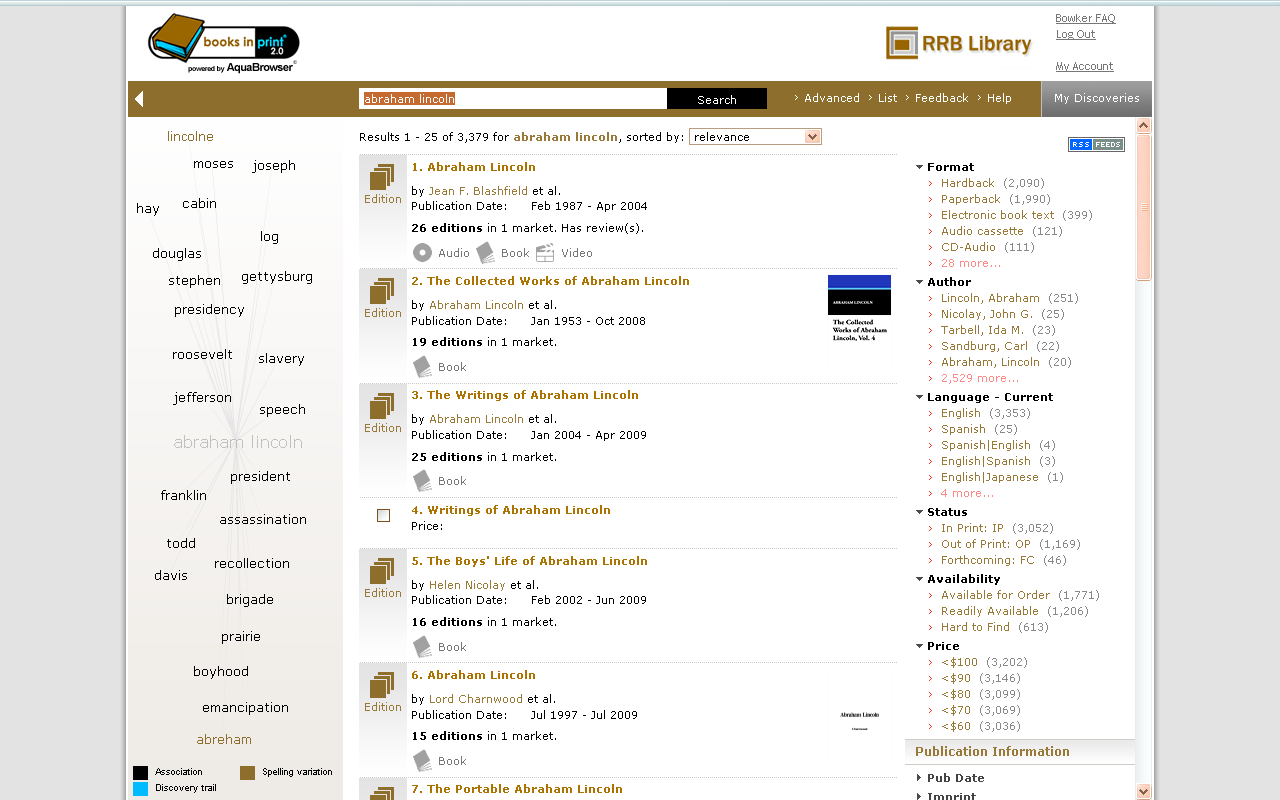 books in print 2.0
powered by AquaBrowser
RRB Library
Bowker FAQ
Log Out
My Account
abraham lincoln
Search
Advanced
List
Feedback
Help
My Discoveries
lincolne
moses
joseph
cabin
hay
log
douglas
stephen
gettysburg
presidency
roosevelt
slavery
jefferson
speech
abraham lincoln
president
franklin
assassination
todd
recollection
davis
brigade
prairie
boyhood
emancipation
abreham
Association
Spelling variation
Discovery trail
Results 1 - 25 of 3,379 for abraham lincoln, sorted by: relevance
Edition
1. Abraham Lincoln
by Jean F. Blashfield et al.
Publication Date: Feb 1987 - Apr 2004
26 editions in 1 market. Has review(s).
Audio Book Video
Edition
2. The Collected Works of Abraham Lincoln
by Abraham Lincoln et al.
Publication Date: Jan 1953 - Oct 2008
19 editions in 1 market.
Book
ABRAHAM LINCOLN
The Collected
Works of Abraham
Lincoln, Vol. 4
Edition
3. The Writings of Abraham Lincoln
by Abraham Lincoln et al.
Publication Date: Jan 2004 - Apr 2009
25 editions in 1 market.
Book
4. Writings of Abraham Lincoln
Price:
Edition
5. The Boys' Life of Abraham Lincoln
by Helen Nicolay et al.
Publication Date: Feb 2002 - Jun 2009
16 editions in 1 market.
Book
Edition
6. Abraham Lincoln
by Lord Charnwood et al.
Publication Date: Jul 1997 - Jul 2009
15 editions in 1 market.
Book
Abraham Lincoln
Charnwood
7. The Portable Abraham Lincoln
RSS FEEDS
Format
Hardback (2,090)
Paperback (1,990)
Electronic book text (399)
Audio cassette (121)
CD-Audio (111)
28 more...
Author
Lincoln, Abraham (251)
Nicolay, John G. (25)
Tarbell, Ida M. (23)
Sandburg, Carl (22)
Abraham, Lincoln (20)
2,529 more...
Language - Current
English (3,353)
Spanish (25)
Spanish|English (4)
English|Spanish (3)
English|Japanese (1)
4 more...
Status
In Print: IP (3,052)
Out of Print: OP (1,169)
Forthcoming: FC (46)
Availability
Available for Order (1,771)
Readily Available (1,206)
Hard to Find (613)
Price
<$100 (3,202)
<$90 (3,146)
<$80 (3,099)
<$70 (3,069)
<$60 (3,036)
Publication Information
Pub Date
Imprint